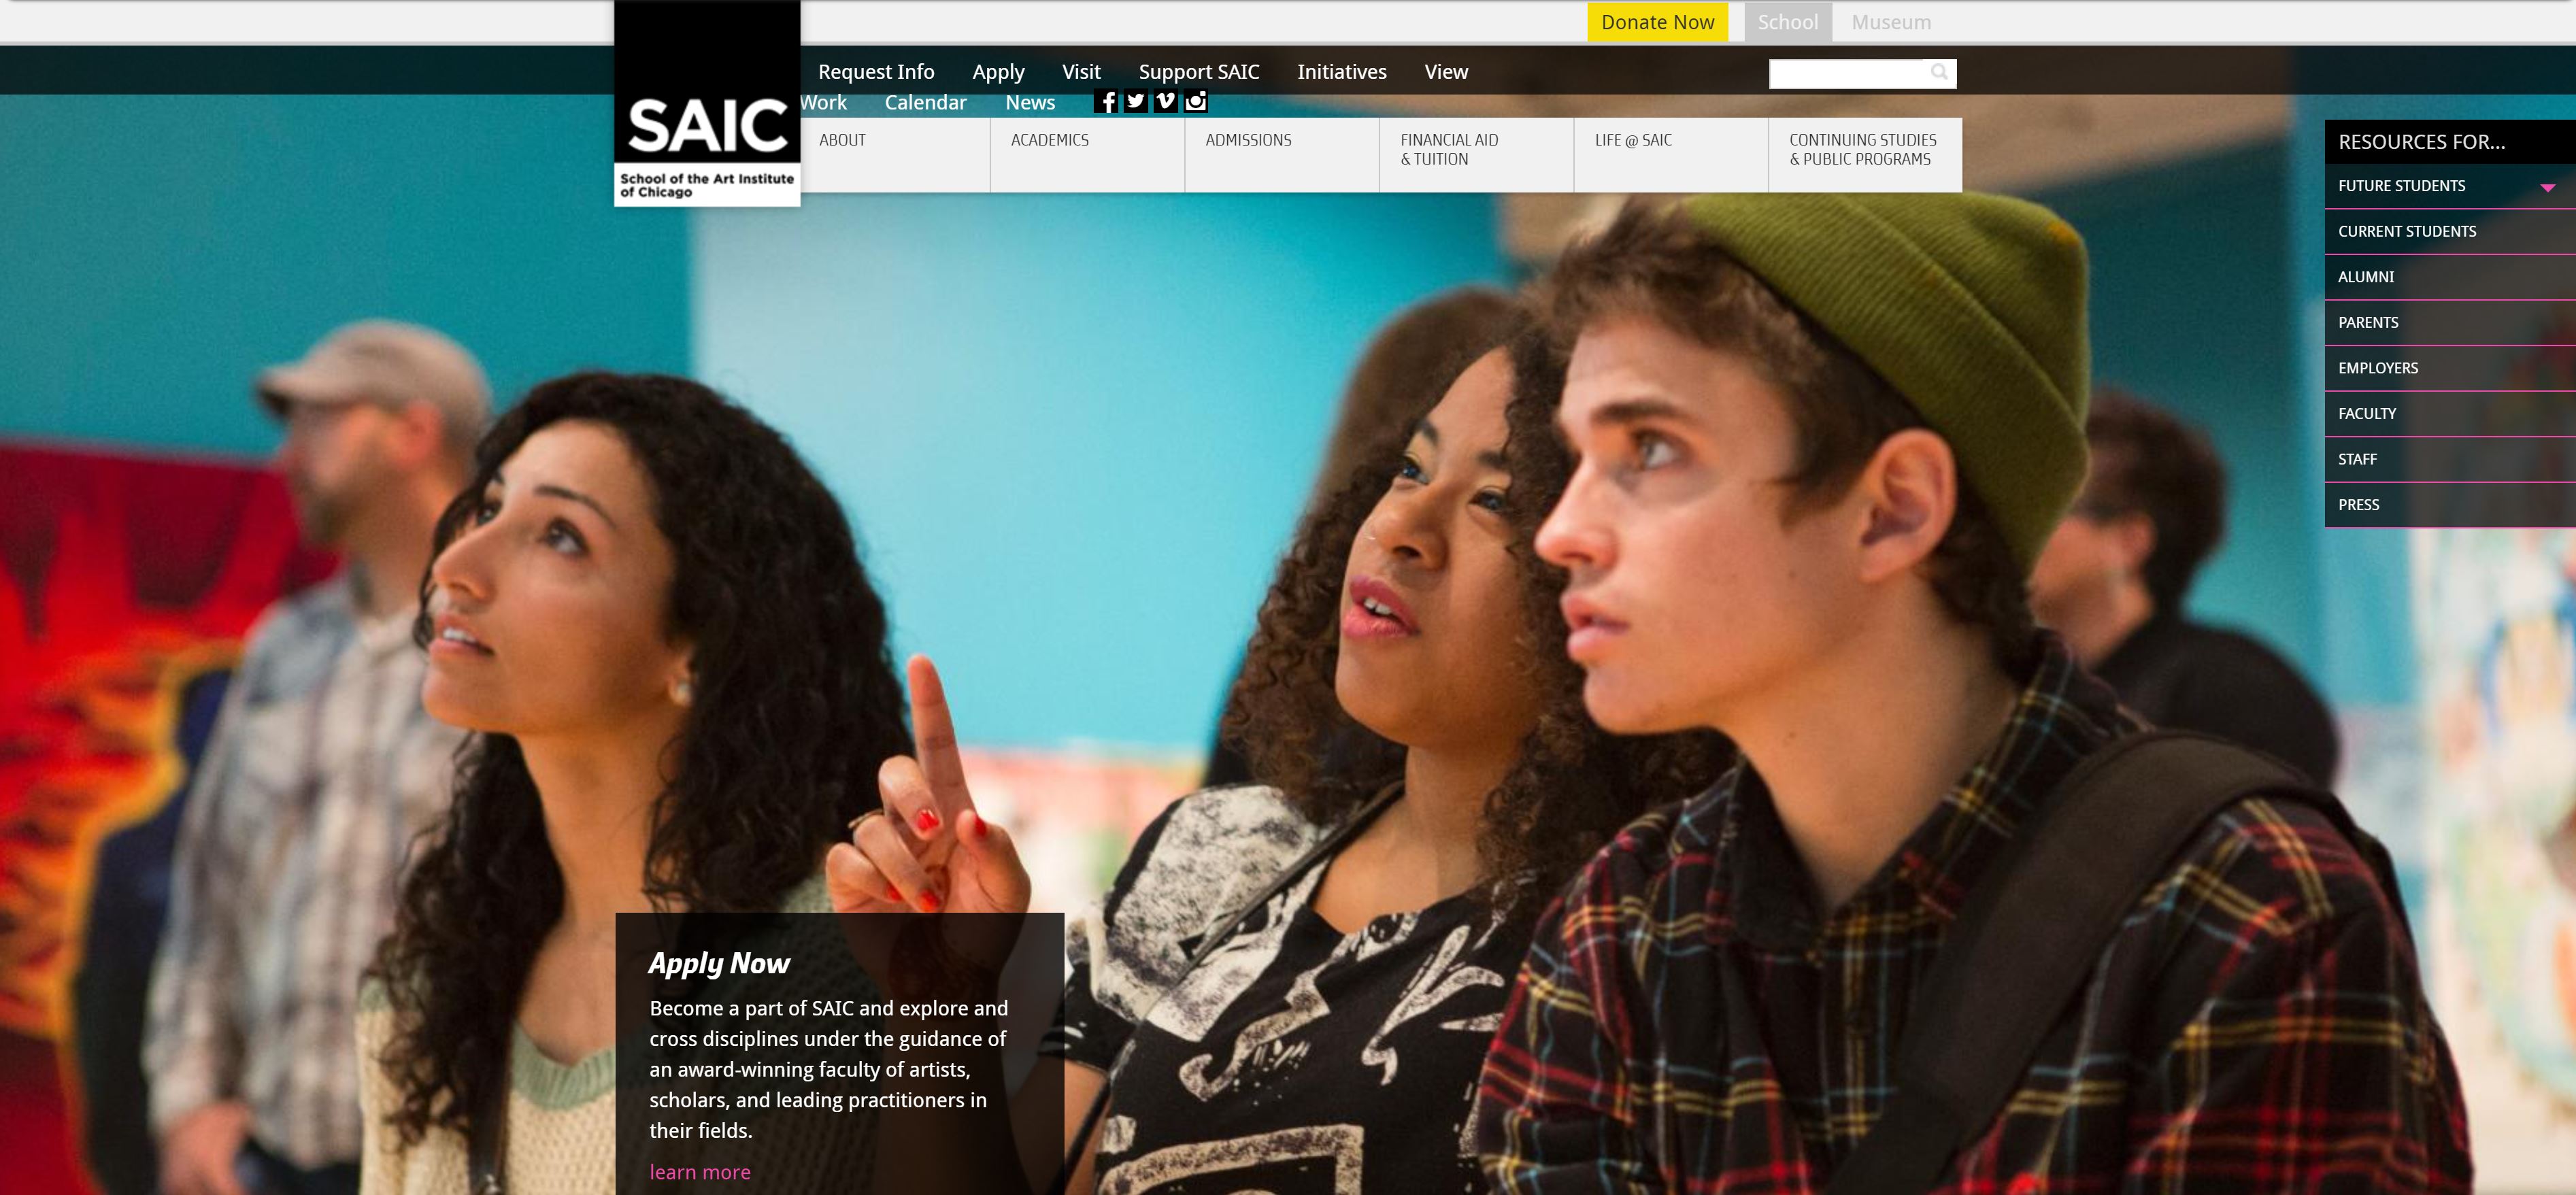 Donate Now School Museum
Request Info Apply Visit Support SAIC Initiatives View
Work Calendar News
SAIC
School of the Art Institute
of Chicago
ABOUT
ACADEMICS
ADMISSIONS
FINANCIAL AID
& TUITION
LIFE @ SAIC
CONTINUING STUDIES
& PUBLIC PROGRAMS
RESOURCES FOR...
FUTURE STUDENTS
CURRENT STUDENTS
ALUMNI
PARENTS
EMPLOYERS
FACULTY
STAFF
PRESS
Apply Now
Become a part of SAIC and explore and
cross disciplines under the guidance of
an award-winning faculty of artists,
scholars, and leading practitioners in
their fields.
learn more